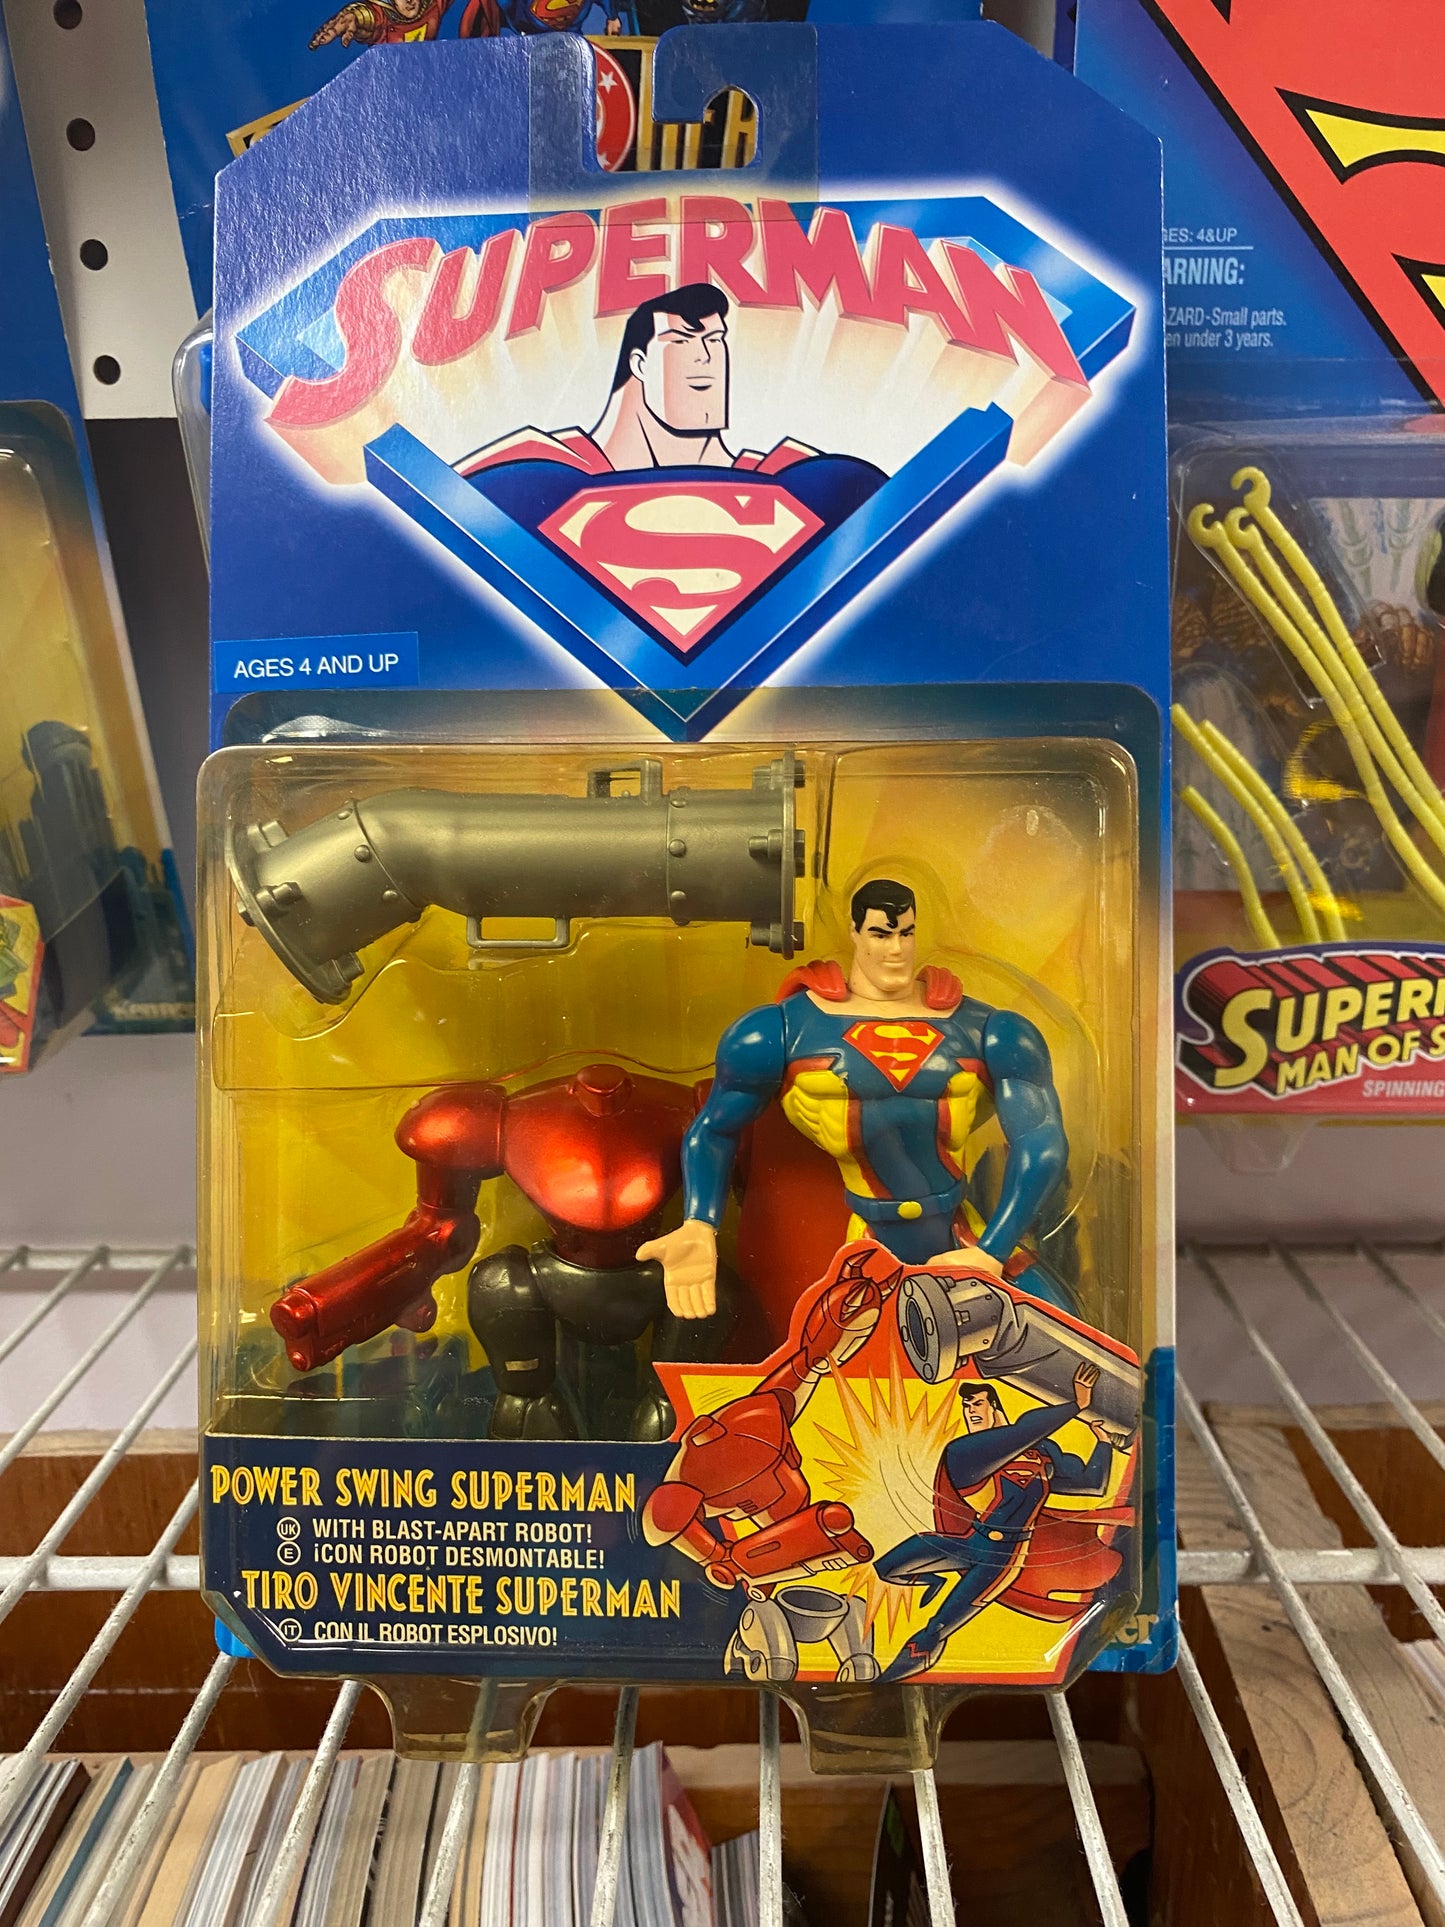 SUPERMAN
S
AGES 4 AND UP
S
POWER SWING SUPERMAN
UK WITH BLAST-APART ROBOT!
E ¡CON ROBOT DESMONTABLE!
TIRO VINCENTE SUPERMAN
IT CON IL ROBOT ESPLOSIVO!
GES: 4&UP
ARNING:
ZARD-Small parts.
en under 3 years.
SUPER
MAN OF S
SPINNING
Kenner